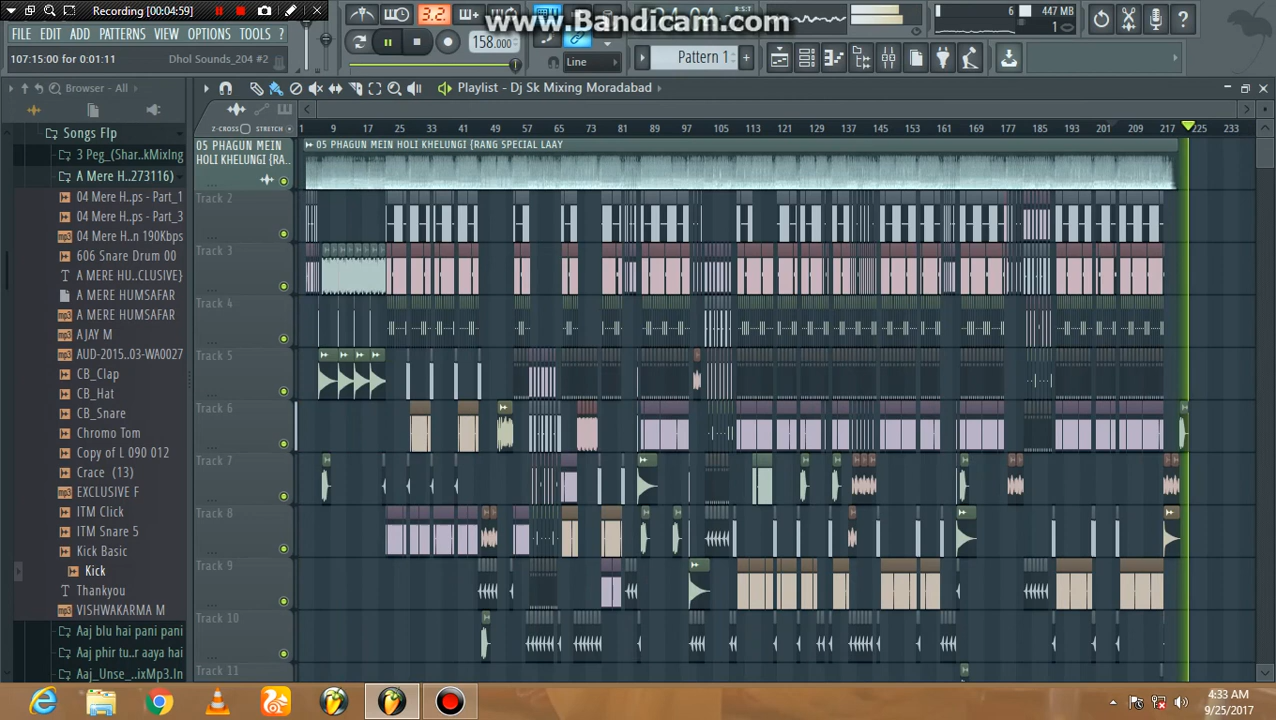 Recording [00:04:59]
www.Bandicam.com
3.2
6
447 MB
1
FILE EDIT ADD PATTERNS VIEW OPTIONS TOOLS ?
158.000
107:15:00 for 0:01:11
Dhol Sounds_204 #2
Line
Pattern 1
Browser - All
Playlist - Dj Sk Mixing Moradabad
Z-CROSS STRETCH
1 9 17 25 33 41 49 57 65 73 81 89 97 105 113 121 129 137 145 153 161 169 177 185 193 201 209 217 225 233
Songs Flp
3 Peg_(Shar..kMixIng
A Mere H..273116)
04 Mere H...ps - Part_1
04 Mere H...ps - Part_3
04 Mere H..n 190Kbps
606 Snare Drum 00
A MERE HU...CLUSIVE}
A MERE HUMSAFAR
A MERE HUMSAFAR
AJAY M
AUD-2015..03-WA0027
CB_Clap
CB_Hat
CB_Snare
Chromo Tom
Copy of L 090 012
Crace (13)
EXCLUSIVE F
ITM Click
ITM Snare 5
Kick Basic
Kick
Thankyou
VISHWAKARMA M
Aaj blu hai pani pani
Aaj phir tu..r aaya hai
Aaj_Unse_..ixMp3.In
05 PHAGUN MEIN HOLI KHELUNGI {RA..
05 PHAGUN MEIN HOLI KHELUNGI {RANG SPECIAL LAAY
Track 2
Track 3
Track 4
Track 5
Track 6
Track 7
Track 8
Track 9
Track 10
Track 11
4:33 AM
9/25/2017